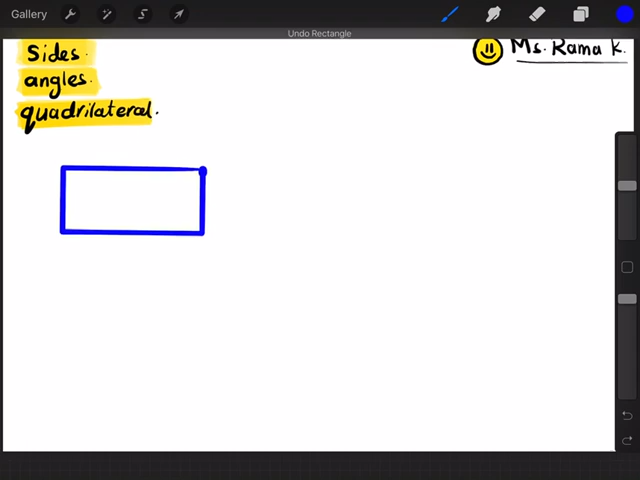 Gallery
Undo Rectangle
Sides.
Ms. Rama K.
angles.
quadrilateral.